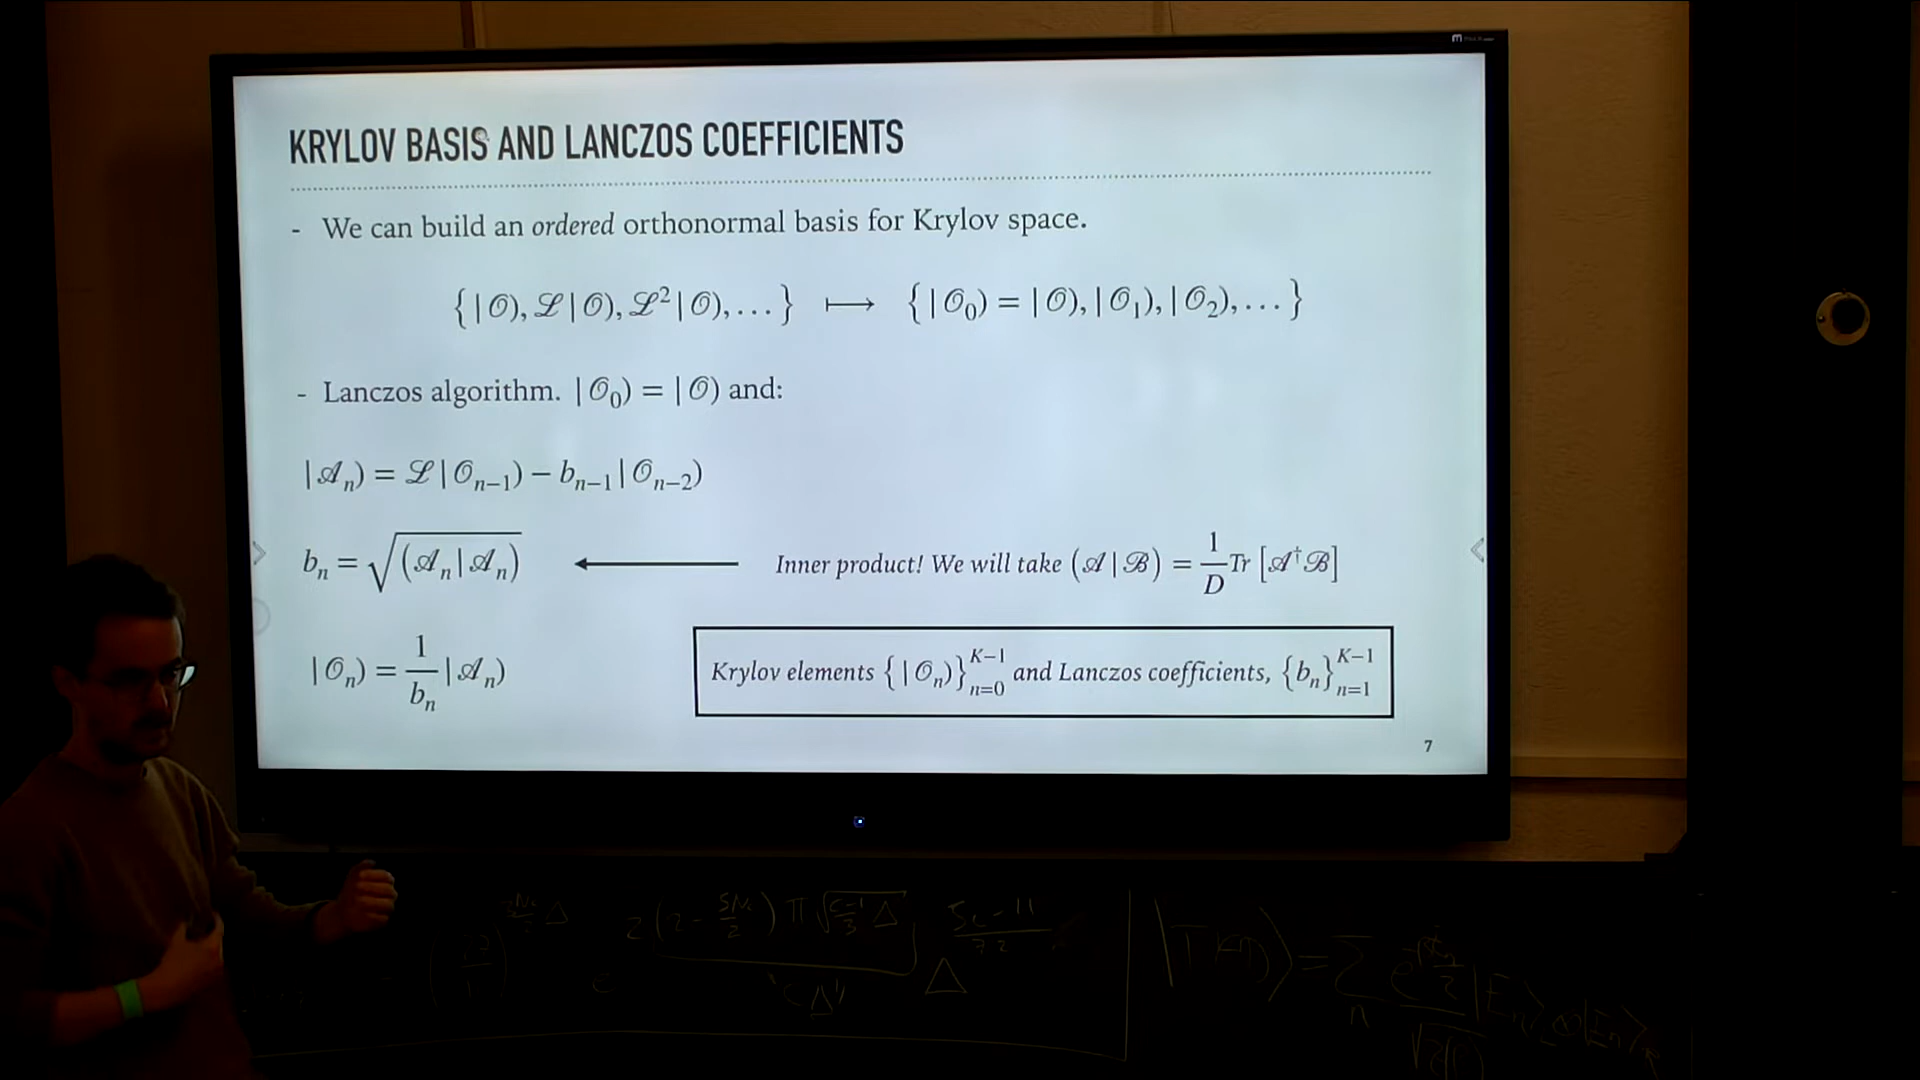 KRYLOV BASIS AND LANCZOS COEFFICIENTS
- We can build an ordered orthonormal basis for Krylov space.
{|𝒪), ℒ|𝒪), ℒ²|𝒪), . . . } ⟼ {|𝒪₀) = |𝒪), |𝒪₁), |𝒪₂), . . . }
- Lanczos algorithm. |𝒪₀) = |𝒪) and:
|𝒜ₙ) = ℒ|𝒪ₙ₋₁) − bₙ₋₁|𝒪ₙ₋₂)
bₙ = √(𝒜ₙ|𝒜ₙ) ⟵ Inner product! We will take (𝒜|ℬ) = 1/D Tr [𝒜†ℬ]
|𝒪ₙ) = 1/bₙ |𝒜ₙ)
Krylov elements {|𝒪ₙ)}ₙ₌₀ᴷ⁻¹ and Lanczos coefficients, {bₙ}ₙ₌₁ᴷ⁻¹
7